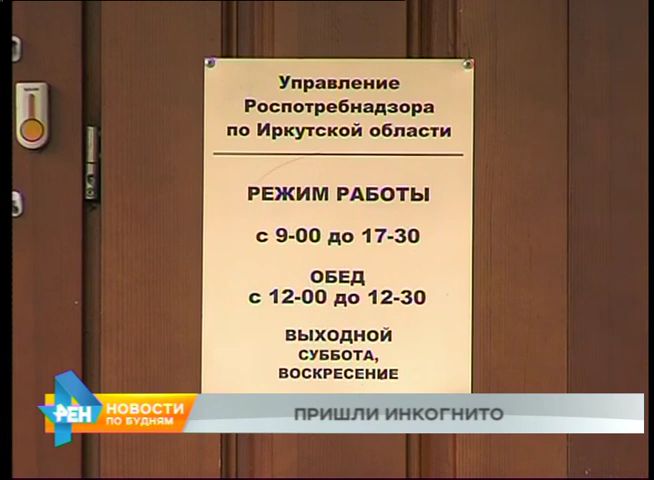 Управление
Роспотребнадзора
по Иркутской области
РЕЖИМ РАБОТЫ
с 9-00 до 17-30
ОБЕД
с 12-00 до 12-30
ВЫХОДНОЙ
СУББОТА,
ВОСКРЕСЕНИЕ
РЕН
НОВОСТИ
ПО БУДНЯМ
ПРИШЛИ ИНКОГНИТО